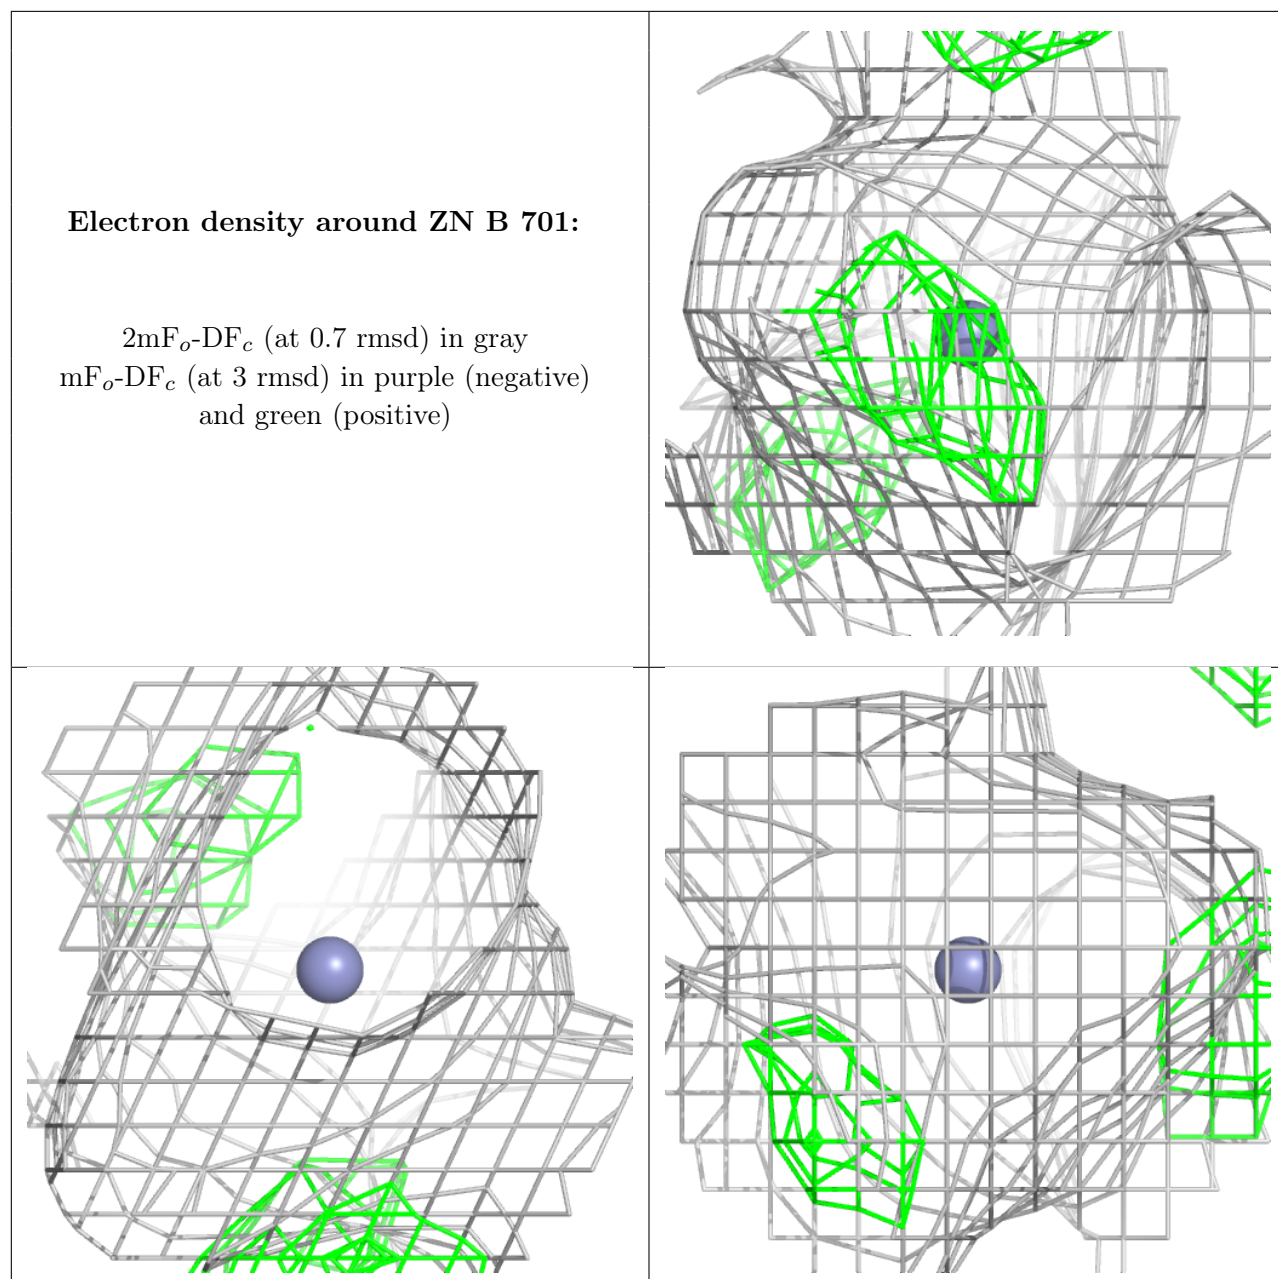 Electron density around ZN B 701:
2mFo-DFc (at 0.7 rmsd) in gray
mFo-DFc (at 3 rmsd) in purple (negative)
and green (positive)